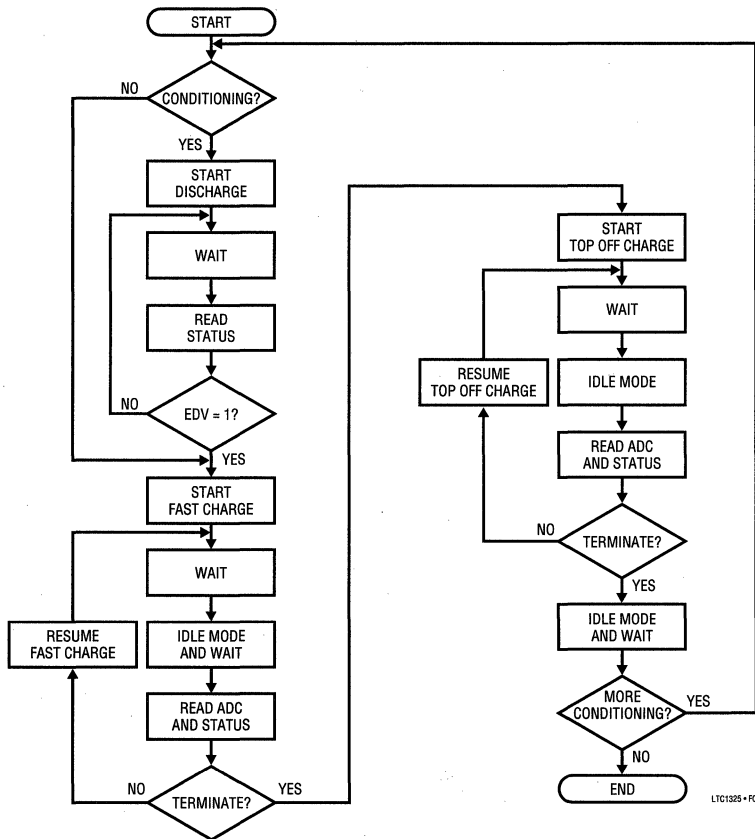 START
NO
CONDITIONING?
YES
START
DISCHARGE
WAIT
READ
STATUS
NO
EDV = 1?
YES
START
FAST CHARGE
WAIT
RESUME
FAST CHARGE
IDLE MODE
AND WAIT
READ ADC
AND STATUS
NO
TERMINATE?
YES
START
TOP OFF CHARGE
WAIT
RESUME
TOP OFF CHARGE
IDLE MODE
READ ADC
AND STATUS
NO
TERMINATE?
YES
IDLE MODE
AND WAIT
MORE
CONDITIONING?
YES
NO
END
LTC1325 • F